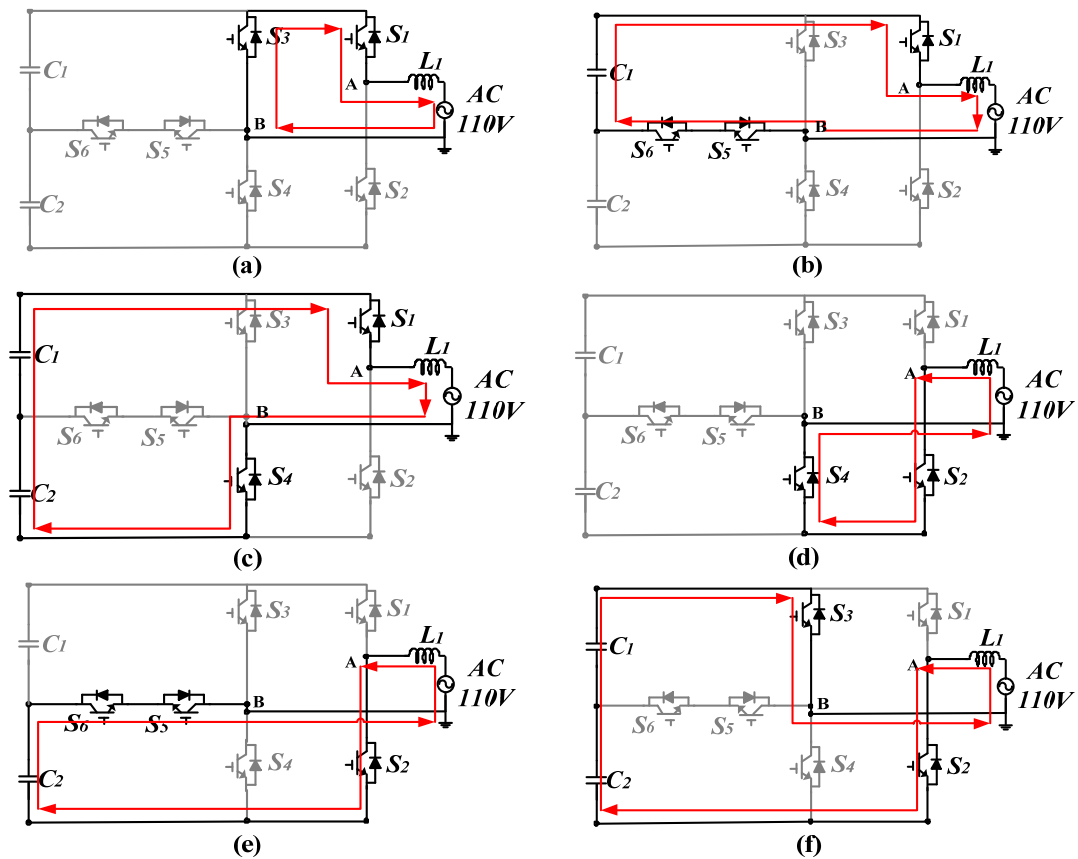 S3 S1
C1 L1
A AC
B 110V
S6 S5
C2 S4 S2
(a)
S3 S1
C1 L1
A AC
B 110V
S6 S5
C2 S4 S2
(b)
S3 S1
C1 L1
A AC
B 110V
S6 S5
C2 S4 S2
(c)
S3 S1
C1 L1
A AC
B 110V
S6 S5
C2 S4 S2
(d)
S3 S1
C1 L1
A AC
B 110V
S6 S5
C2 S4 S2
(e)
S3 S1
C1 L1
A AC
B 110V
S6 S5
C2 S4 S2
(f)